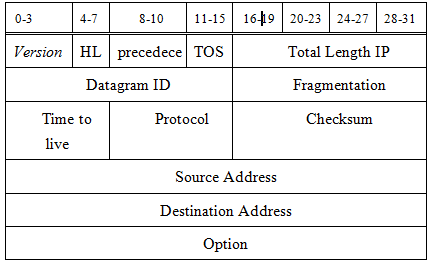 0-3 4-7 8-10 11-15 16-19 20-23 24-27 28-31
Version HL precedece TOS Total Length IP
Datagram ID Fragmentation
Time to live Protocol Checksum
Source Address
Destination Address
Option